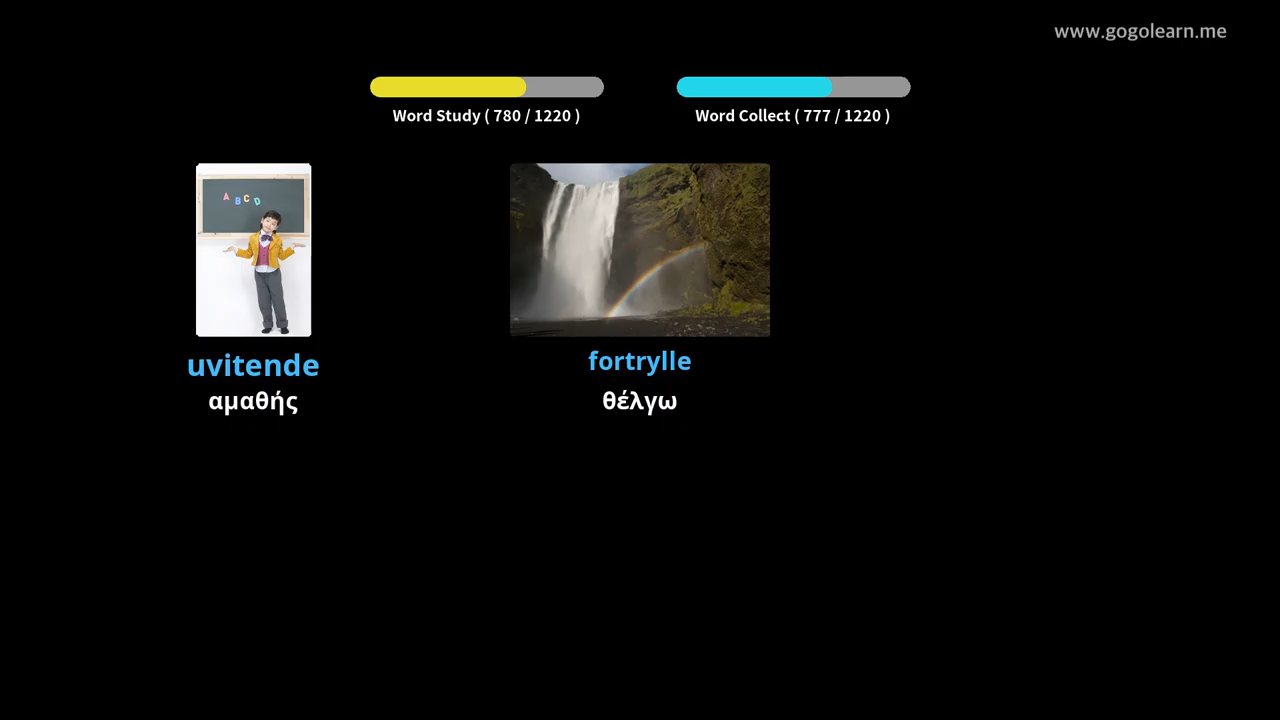 www.gogolearn.me
Word Study ( 780 / 1220 )
Word Collect ( 777 / 1220 )
A B C D
uvitende
αμαθής
fortrylle
θέλγω